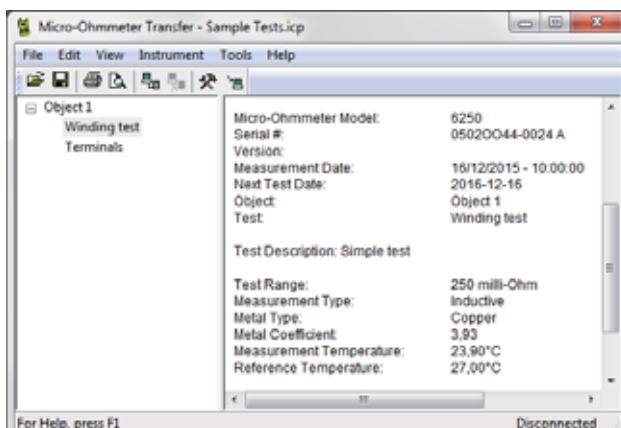 Micro-Ohmmeter Transfer - Sample Tests.icp
File Edit View Instrument Tools Help
Object 1
Winding test
Terminals
Micro-Ohmmeter Model: 6250
Serial #: 0502OO44-0024 A
Version:
Measurement Date: 16/12/2015 - 10:00:00
Next Test Date: 2016-12-16
Object: Object 1
Test: Winding test
Test Description: Simple test
Test Range: 250 milli-Ohm
Measurement Type: Inductive
Metal Type: Copper
Metal Coefficient: 3,93
Measurement Temperature: 23,90°C
Reference Temperature: 27,00°C
For Help, press F1
Disconnected